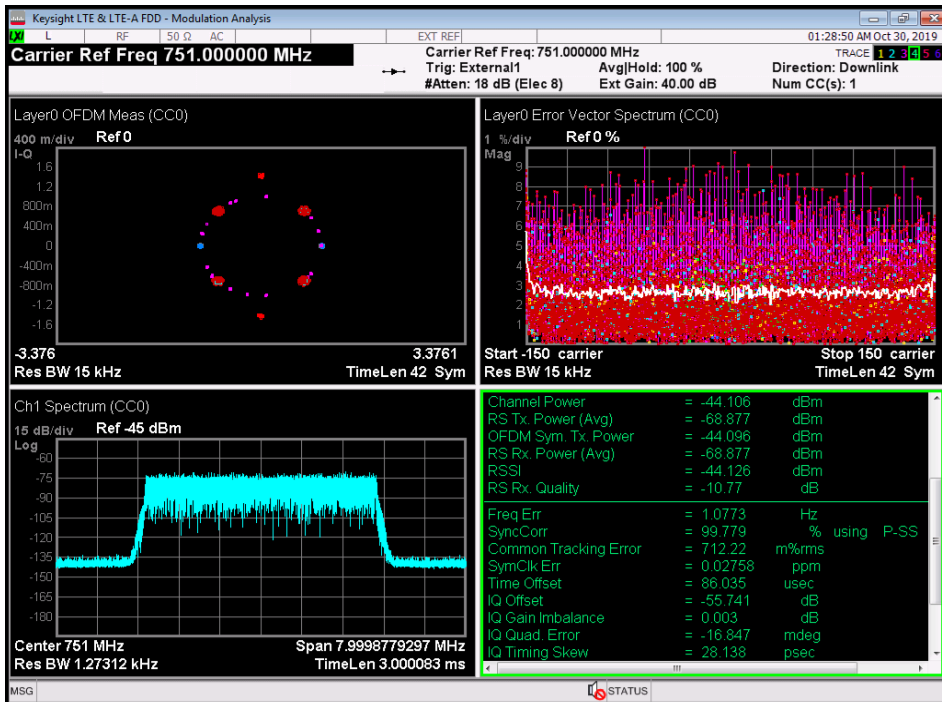 Keysight LTE & LTE-A FDD - Modulation Analysis
LXI L RF 50 Ω AC EXT REF 01:28:50 AM Oct 30, 2019
Carrier Ref Freq 751.000000 MHz
Carrier Ref Freq: 751.000000 MHz
TRACE 1 2 3 4 5 6
Trig: External1 Avg|Hold: 100 % Direction: Downlink
#Atten: 18 dB (Elec 8) Ext Gain: 40.00 dB Num CC(s): 1
Layer0 OFDM Meas (CC0)
400 m/div Ref 0
I-Q
1.6
1.2
800m
400m
0
-400m
-800m
-1.2
-1.6
-3.376 3.3761
Res BW 15 kHz TimeLen 42 Sym
Layer0 Error Vector Spectrum (CC0)
1 %/div Ref 0 %
Mag
9
8
7
6
5
4
3
2
1
Start -150 carrier Stop 150 carrier
Res BW 15 kHz TimeLen 42 Sym
Ch1 Spectrum (CC0)
15 dB/div Ref -45 dBm
Log
-60
-75
-90
-105
-120
-135
-150
-165
-180
Center 751 MHz Span 7.9998779297 MHz
Res BW 1.27312 kHz TimeLen 3.000083 ms
Channel Power = -44.106 dBm
RS Tx. Power (Avg) = -68.877 dBm
OFDM Sym. Tx. Power = -44.096 dBm
RS Rx. Power (Avg) = -68.877 dBm
RSSI = -44.126 dBm
RS Rx. Quality = -10.77 dB
Freq Err = 1.0773 Hz
SyncCorr = 99.779 % using P-SS
Common Tracking Error = 712.22 m%rms
SymClk Err = 0.02758 ppm
Time Offset = 86.035 usec
IQ Offset = -55.741 dB
IQ Gain Imbalance = 0.003 dB
IQ Quad. Error = -16.847 mdeg
IQ Timing Skew = 28.138 psec
MSG STATUS